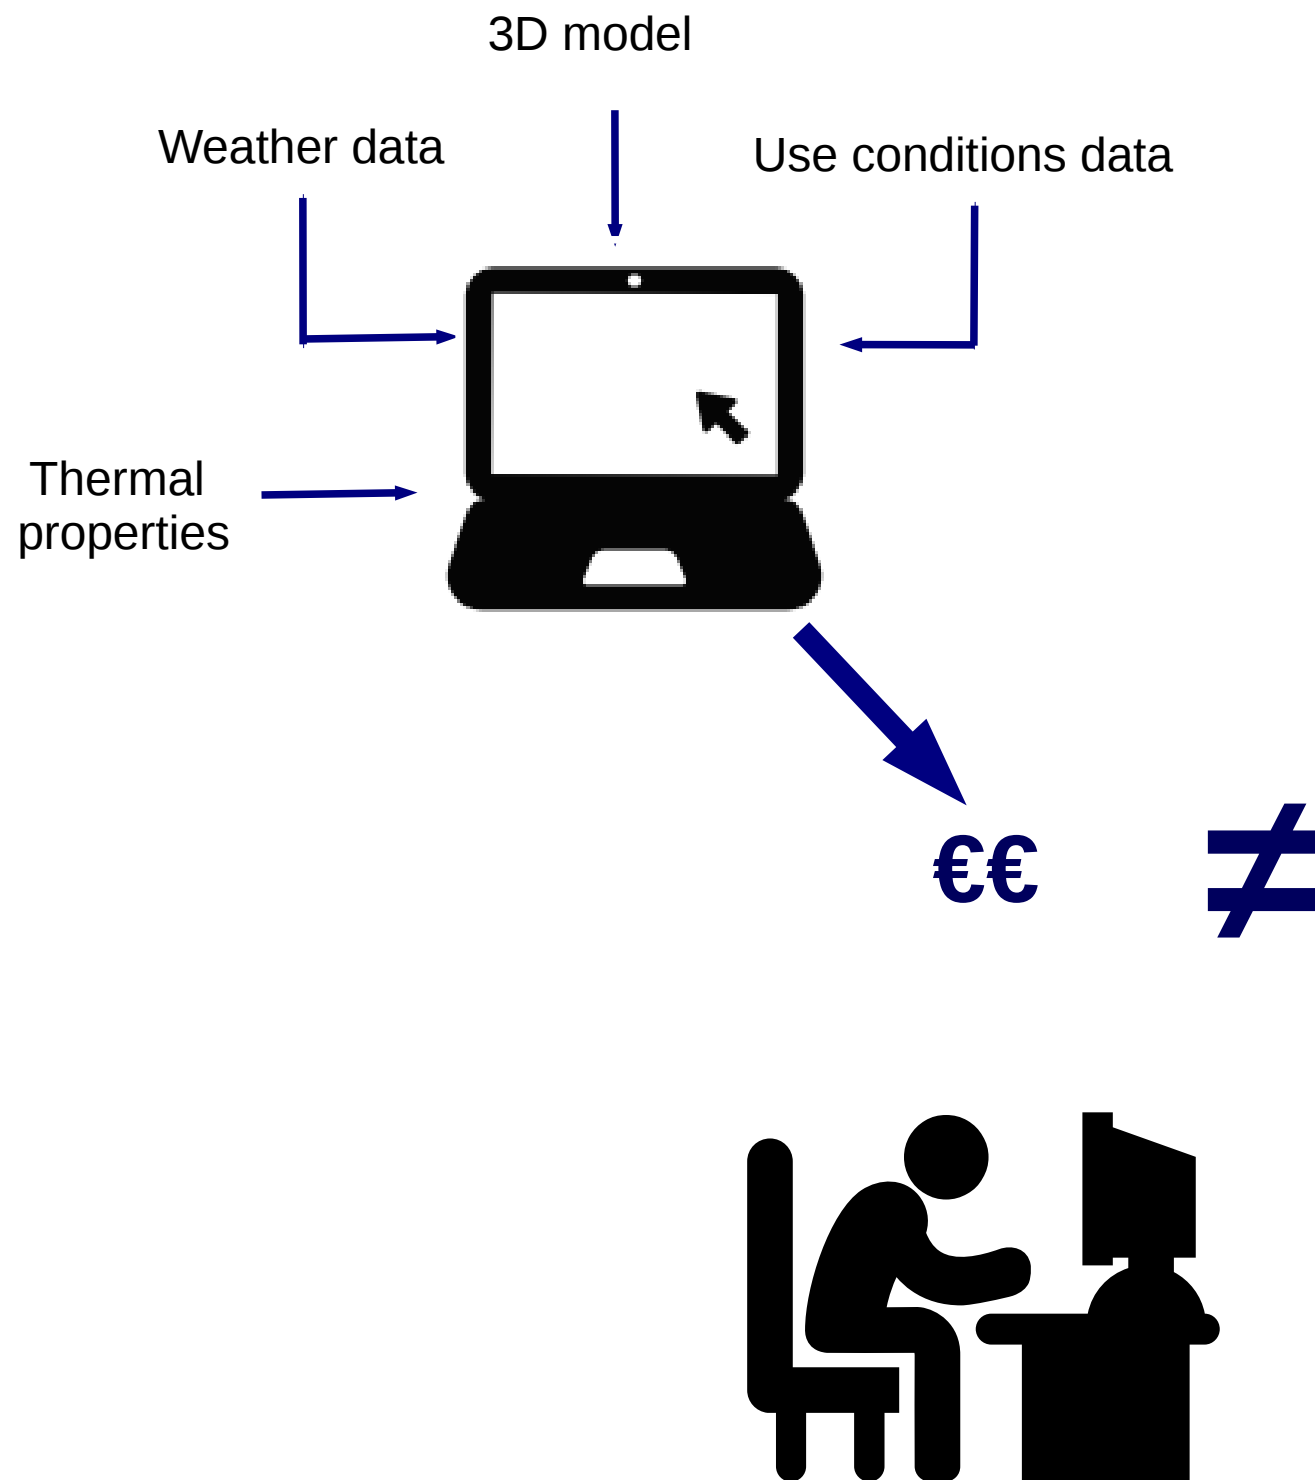 3D model
Weather data
Use conditions data
Thermal
properties
€€
≠